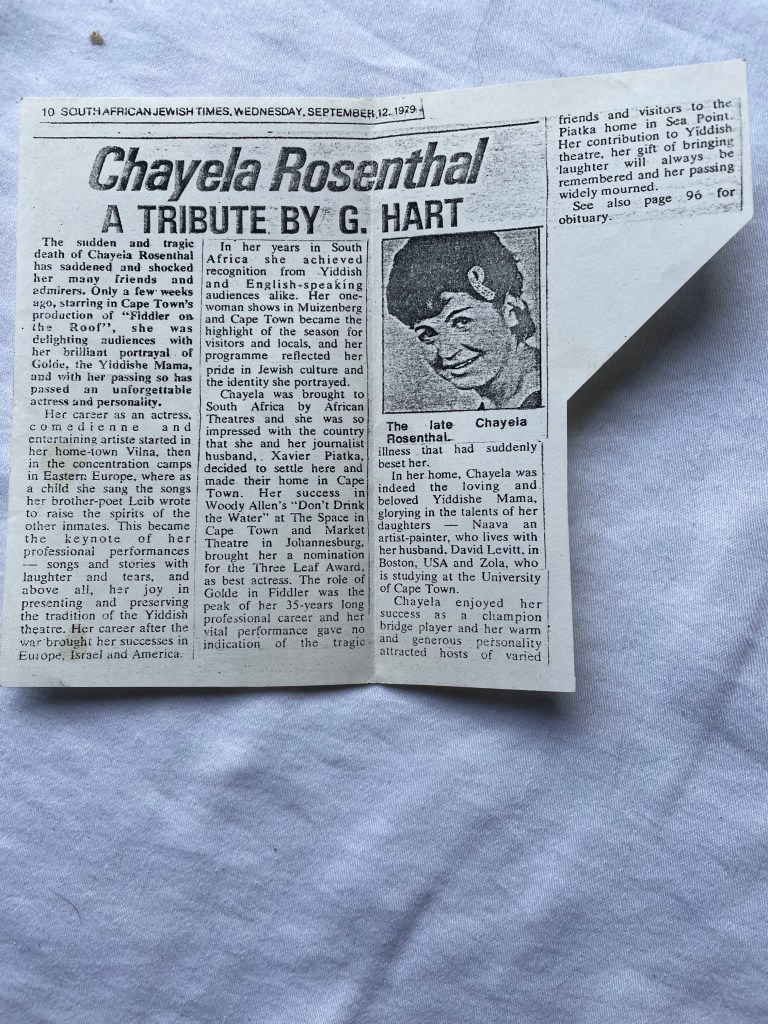 10 SOUTH AFRICAN JEWISH TIMES, WEDNESDAY, SEPTEMBER 12, 1979
Chayela Rosenthal
A TRIBUTE BY G. HART
The sudden and tragic
death of Chayela Rosenthal
has saddened and shocked
her many friends and
admirers. Only a few weeks
ago, starring in Cape Town's
production of "Fiddler on
the Roof", she was
delighting audiences with
her brilliant portrayal of
Golde, the Yiddishe Mama,
and with her passing so has
passed an unforgettable
actress and personality.
Her career as an actress,
comedienne and
entertaining artiste started in
her home-town Vilna, then
in the concentration camps
in Eastern Europe, where as
a child she sang the songs
her brother-poet Leib wrote
to raise the spirits of the
other inmates. This became
the keynote of her
professional performances
— songs and stories with
laughter and tears, and
above all, her joy in
presenting and preserving
the tradition of the Yiddish
theatre. Her career after the
war brought her successes in
Europe, Israel and America.
In her years in South
Africa she achieved
recognition from Yiddish
and English-speaking
audiences alike. Her one-
woman shows in Muizenberg
and Cape Town became the
highlight of the season for
visitors and locals, and her
programme reflected her
pride in Jewish culture and
the identity she portrayed.
Chayela was brought to
South Africa by African
Theatres and she was so
impressed with the country
that she and her journalist
husband, Xavier Piatka,
decided to settle here and
made their home in Cape
Town. Her success in
Woody Allen's "Don't Drink
the Water" at The Space in
Cape Town and Market
Theatre in Johannesburg,
brought her a nomination
for the Three Leaf Award,
as best actress. The role of
Golde in Fiddler was the
peak of her 35-years long
professional career and her
vital performance gave no
indication of the tragic
The late Chayela
Rosenthal.
illness that had suddenly
beset her.
In her home, Chayela was
indeed the loving and
beloved Yiddishe Mama,
glorying in the talents of her
daughters — Naava an
artist-painter, who lives with
her husband, David Levitt, in
Boston, USA and Zola, who
is studying at the University
of Cape Town.
Chayela enjoyed her
success as a champion
bridge player and her warm
and generous personality
attracted hosts of varied
friends and visitors to the
Piatka home in Sea Point.
Her contribution to Yiddish
theatre, her gift of bringing
laughter will always be
remembered and her passing
widely mourned.
See also page 96 for
obituary.